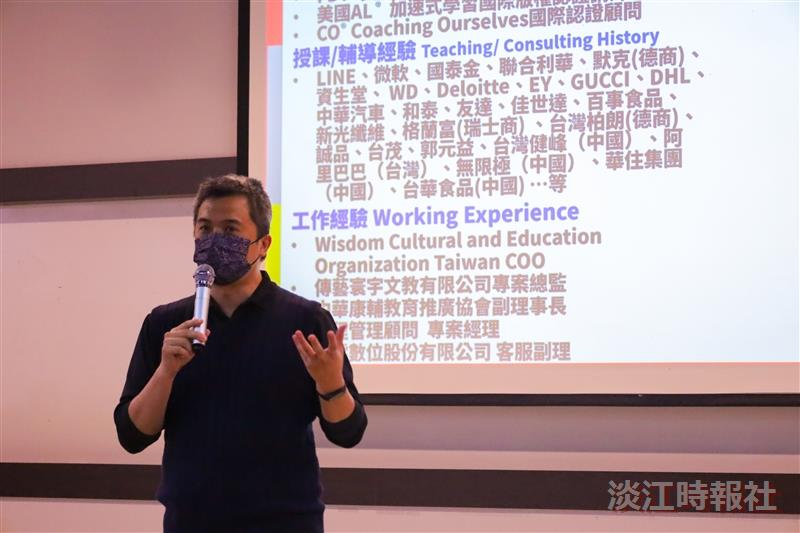 美國AL® 加速式學習國際版權認證
• CO® Coaching Ourselves國際認證顧問
授課/輔導經驗 Teaching/ Consulting History
• LINE、微軟、國泰金、聯合利華、默克(德商)、
資生堂、WD、Deloitte、EY、GUCCI、DHL、
中華汽車、和泰、友達、佳世達、百事食品、
新光纖維、格蘭富(瑞士商)、台灣柏朗(德商)、
誠品、台茂、郭元益、台灣健峰（中國）、阿
里巴巴（台灣）、無限極（中國）、華住集團
（中國）、台華食品(中國) ...等
工作經驗 Working Experience
• Wisdom Cultural and Education
Organization Taiwan COO
• 傳藝寰宇文教有限公司專案總監
中華康輔教育推廣協會副理事長
管理顧問 專案經理
數位股份有限公司 客服副理
淡江時報社